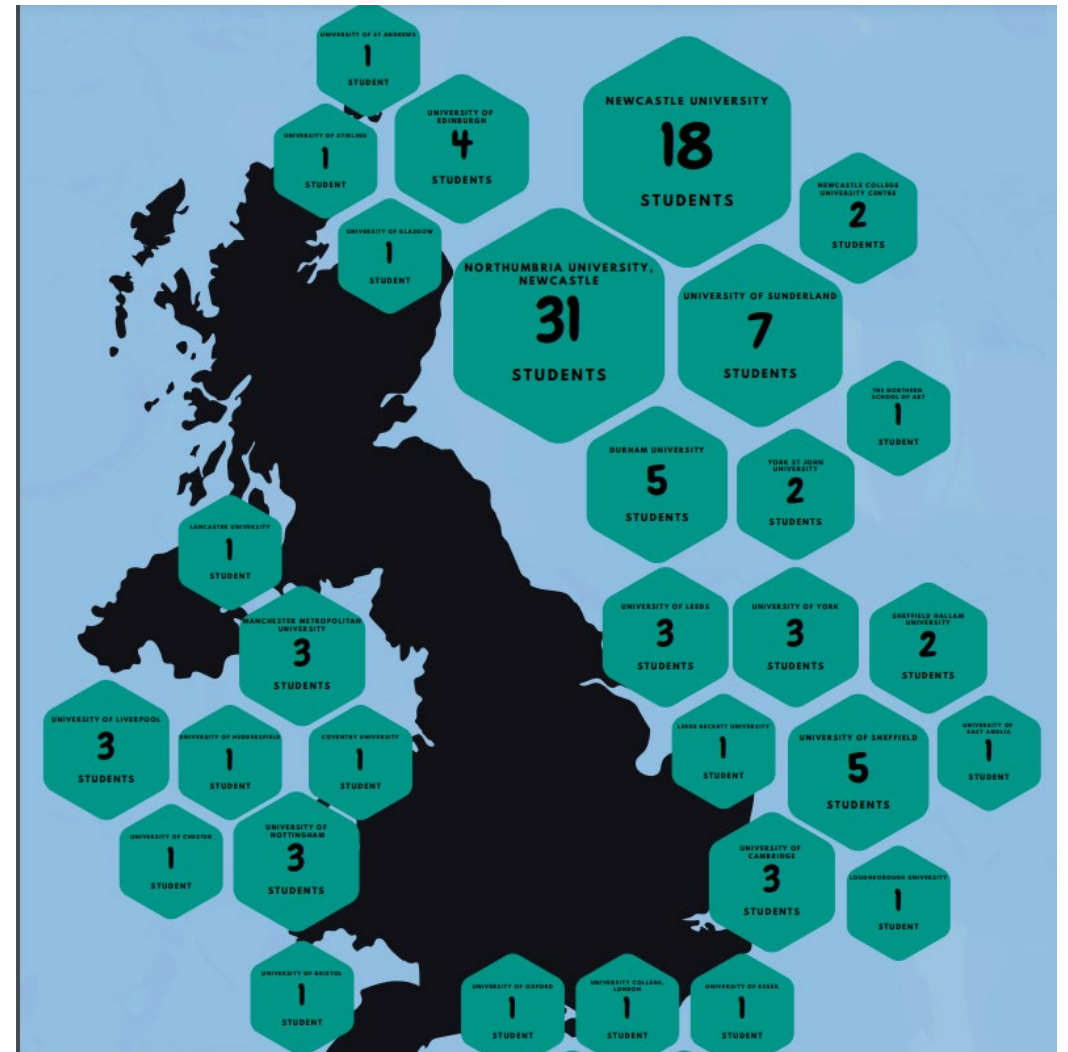 UNIVERSITY OF ST ANDREWS
1
STUDENT
UNIVERSITY OF STIRLING
1
STUDENT
UNIVERSITY OF
EDINBURGH
4
STUDENTS
NEWCASTLE UNIVERSITY
18
STUDENTS
NEWCASTLE COLLEGE
UNIVERSITY CENTRE
2
STUDENTS
UNIVERSITY OF GLASGOW
1
STUDENT
NORTHUMBRIA UNIVERSITY,
NEWCASTLE
31
STUDENTS
UNIVERSITY OF SUNDERLAND
7
STUDENTS
THE NORTHERN
SCHOOL OF ART
1
STUDENT
DURHAM UNIVERSITY
5
STUDENTS
YORK ST JOHN
UNIVERSITY
2
STUDENTS
LANCASTER UNIVERSITY
1
STUDENT
MANCHESTER METROPOLITAN
UNIVERSITY
3
STUDENTS
UNIVERSITY OF LEEDS
3
STUDENTS
UNIVERSITY OF YORK
3
STUDENTS
SHEFFIELD HALLAM
UNIVERSITY
2
STUDENTS
UNIVERSITY OF LIVERPOOL
3
STUDENTS
UNIVERSITY OF HUDDERSFIELD
1
STUDENT
COVENTRY UNIVERSITY
1
STUDENT
LEEDS BECKETT UNIVERSITY
1
STUDENT
UNIVERSITY OF SHEFFIELD
5
STUDENTS
UNIVERSITY OF
EAST ANGLIA
1
STUDENT
UNIVERSITY OF CHESTER
1
STUDENT
UNIVERSITY OF
NOTTINGHAM
3
STUDENTS
UNIVERSITY OF
CAMBRIDGE
3
STUDENTS
LOUGHBOROUGH UNIVERSITY
1
STUDENT
UNIVERSITY OF BRISTOL
1
STUDENT
UNIVERSITY OF OXFORD
1
STUDENT
UNIVERSITY COLLEGE,
LONDON
1
STUDENT
UNIVERSITY OF ESSEX
1
STUDENT